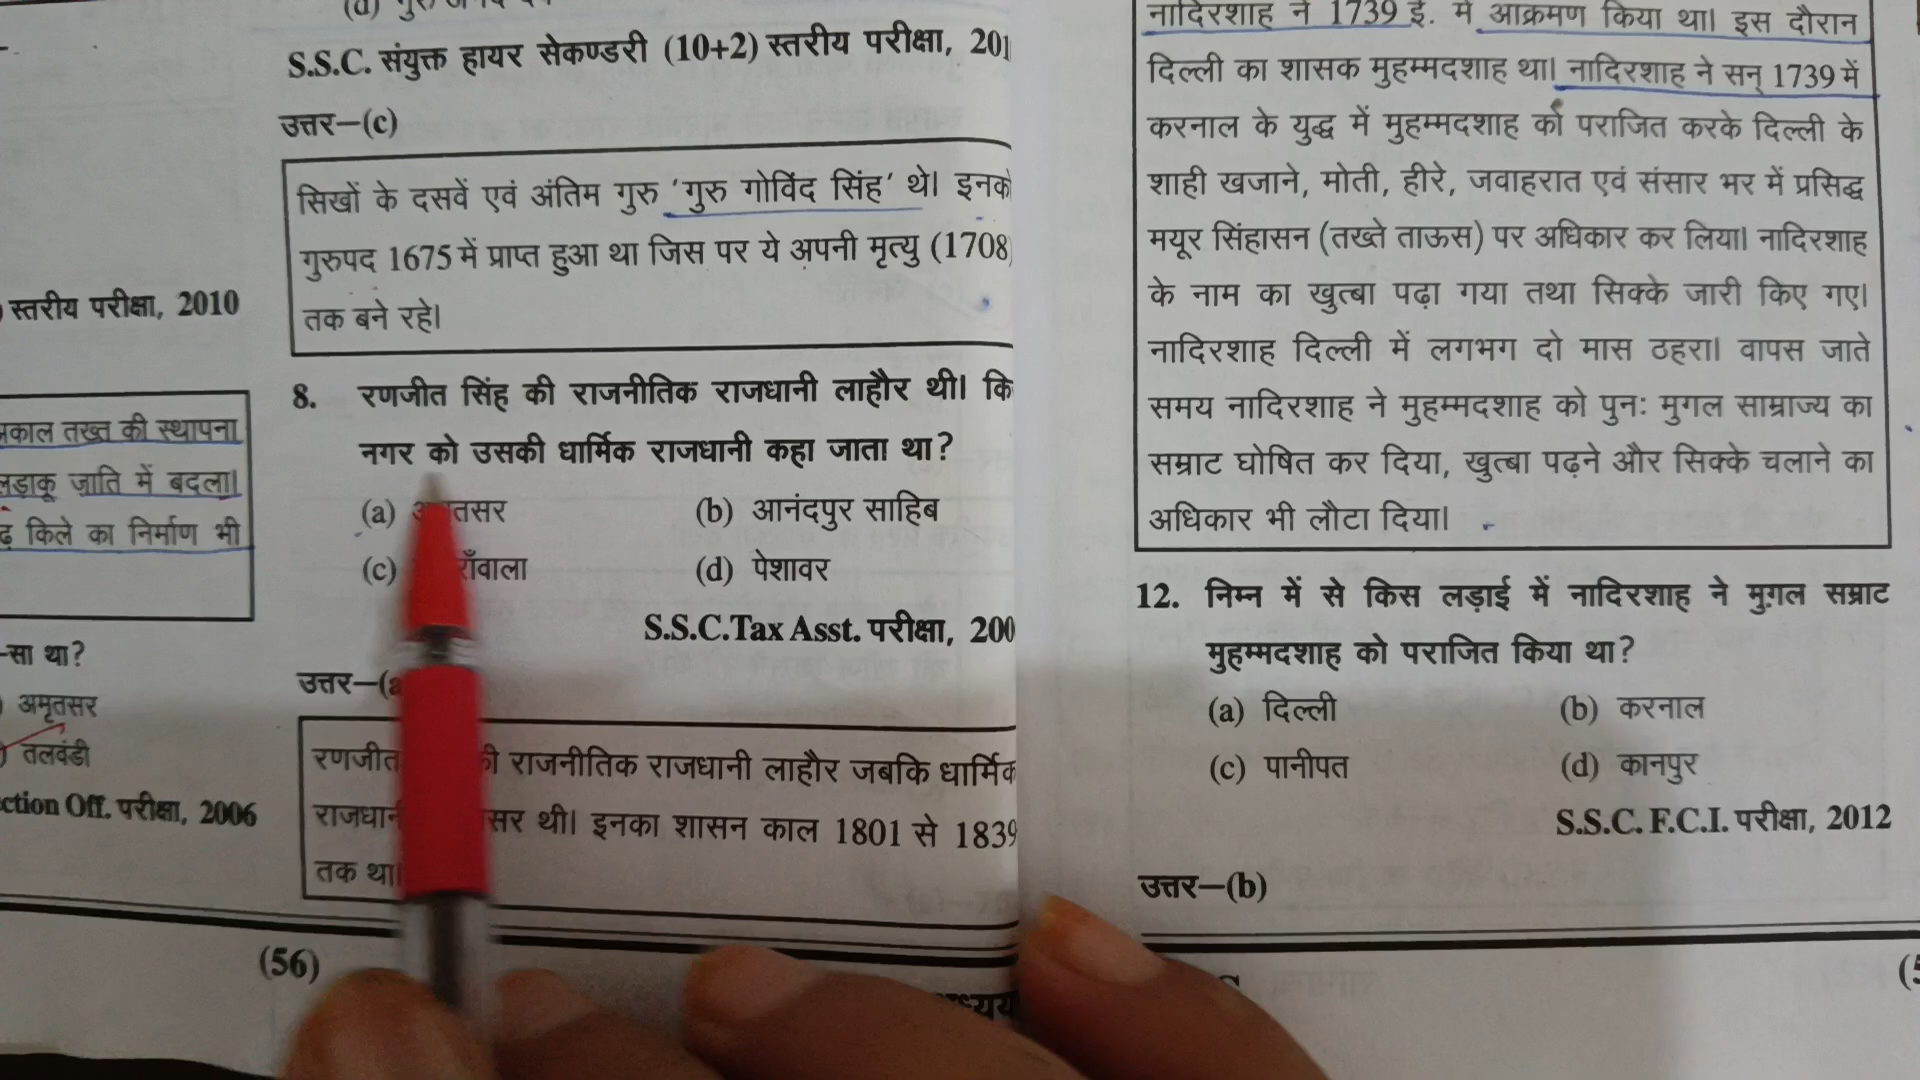 स्तरीय परीक्षा, 2010
तख्त की स्थापना
लड़ाकू जाति में बदला।
किले का निर्माण भी
-सा था?
अमृतसर
तलवंडी
ction Off. परीक्षा, 2006
S.S.C. संयुक्त हायर सेकण्डरी (10+2) स्तरीय परीक्षा, 201
उत्तर–(c)
सिखों के दसवें एवं अंतिम गुरु 'गुरु गोविंद सिंह' थे। इनको
गुरुपद 1675 में प्राप्त हुआ था जिस पर ये अपनी मृत्यु (1708)
तक बने रहे।
8. रणजीत सिंह की राजनीतिक राजधानी लाहौर थी। कि
नगर को उसकी धार्मिक राजधानी कहा जाता था?
(a) अमृतसर (b) आनंदपुर साहिब
(c) राँवाला (d) पेशावर
S.S.C.Tax Asst. परीक्षा, 200
उत्तर–(a
रणजीत की राजनीतिक राजधानी लाहौर जबकि धार्मिक
राजधान सर थी। इनका शासन काल 1801 से 1839
तक था।
(56)
नादिरशाह ने 1739 ई. में आक्रमण किया था। इस दौरान
दिल्ली का शासक मुहम्मदशाह था। नादिरशाह ने सन् 1739 में
करनाल के युद्ध में मुहम्मदशाह को पराजित करके दिल्ली के
शाही खजाने, मोती, हीरे, जवाहरात एवं संसार भर में प्रसिद्ध
मयूर सिंहासन (तख्ते ताऊस) पर अधिकार कर लिया। नादिरशाह
के नाम का खुत्बा पढ़ा गया तथा सिक्के जारी किए गए।
नादिरशाह दिल्ली में लगभग दो मास ठहरा। वापस जाते
समय नादिरशाह ने मुहम्मदशाह को पुनः मुगल साम्राज्य का
सम्राट घोषित कर दिया, खुत्बा पढ़ने और सिक्के चलाने का
अधिकार भी लौटा दिया।
12. निम्न में से किस लड़ाई में नादिरशाह ने मुग़ल सम्राट
मुहम्मदशाह को पराजित किया था?
(a) दिल्ली (b) करनाल
(c) पानीपत (d) कानपुर
S.S.C. F.C.I. परीक्षा, 2012
उत्तर–(b)